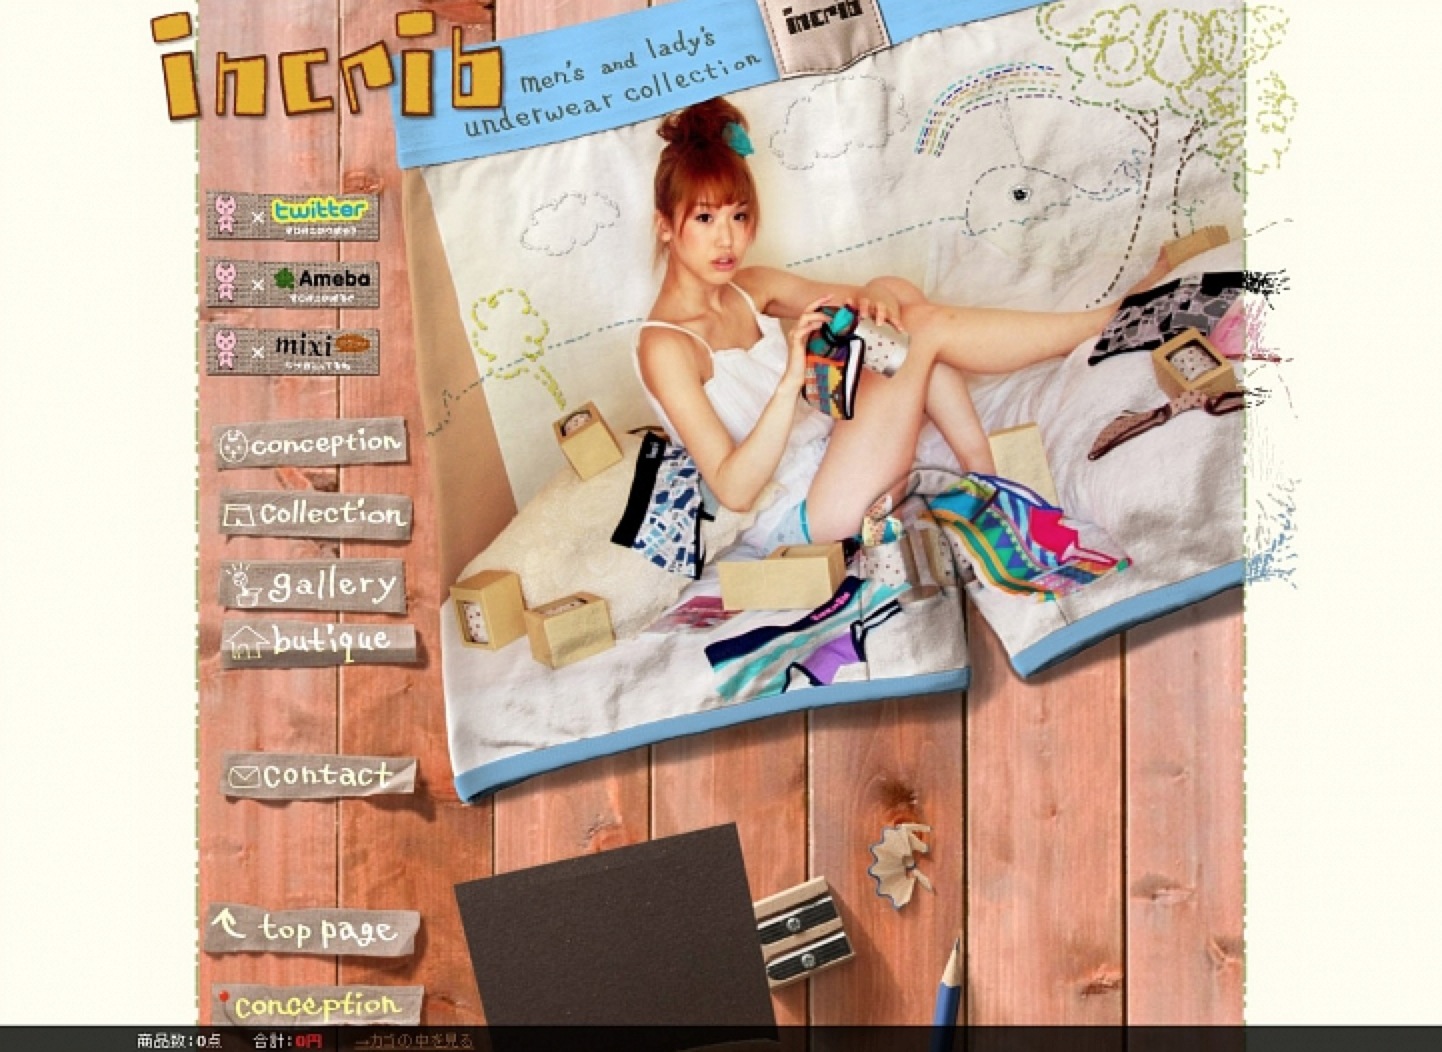 incrib
men's and lady's
underwear collection
incrib
× twitter
× Ameba
× mixi
conception
collection
gallery
butique
contact
top page
conception
商品数：0点 合計：0円 →カゴの中を見る